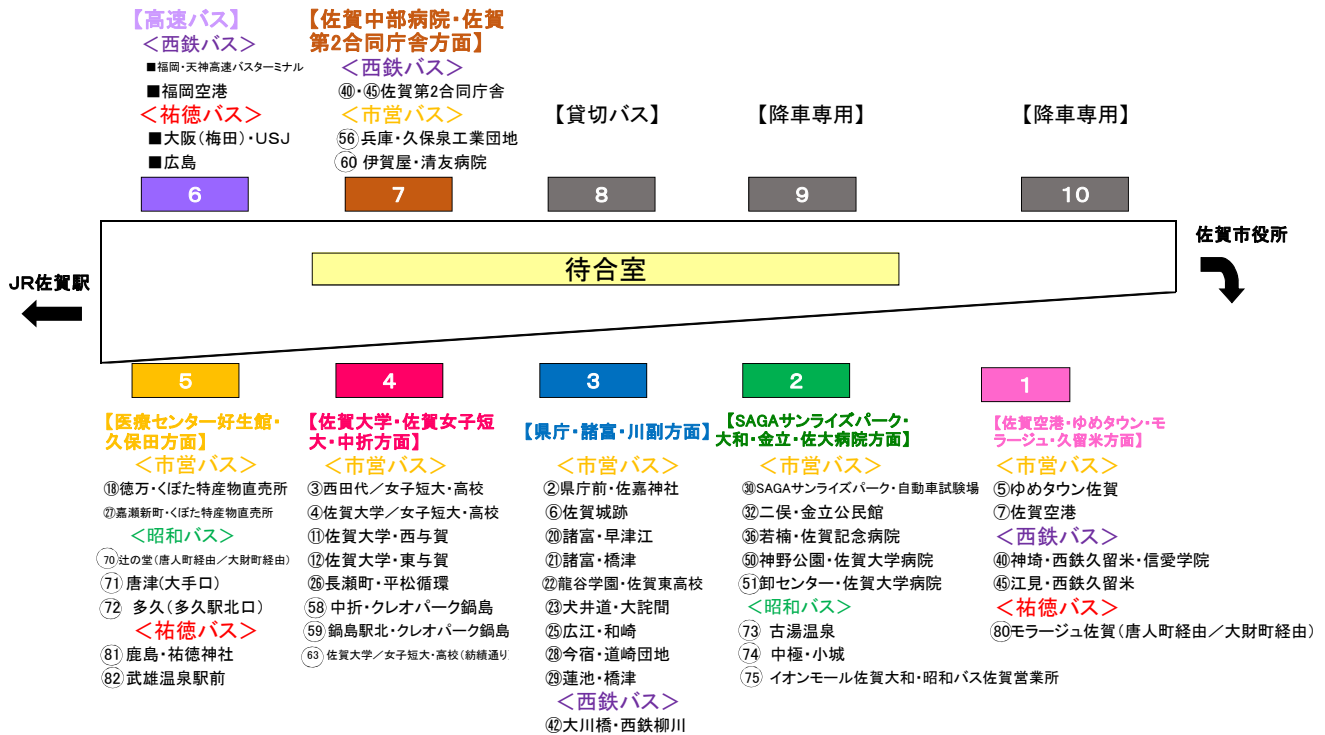 【高速バス】
＜西鉄バス＞
■福岡・天神高速バスターミナル
■福岡空港
＜祐徳バス＞
■大阪（梅田）・USJ
■広島
6
【佐賀中部病院・佐賀
第2合同庁舎方面】
＜西鉄バス＞
㊵・㊺佐賀第2合同庁舎
＜市営バス＞
56 兵庫・久保泉工業団地
60 伊賀屋・清友病院
7
【貸切バス】
8
【降車専用】
9
【降車専用】
10
待合室
JR佐賀駅
佐賀市役所
5
【医療センター好生館・
久保田方面】
＜市営バス＞
⑱徳万・くぼた特産物直売所
㉗嘉瀬新町・くぼた特産物直売所
＜昭和バス＞
70 辻の堂（唐人町経由／大財町経由）
71 唐津（大手口）
72 多久（多久駅北口）
＜祐徳バス＞
81 鹿島・祐徳神社
82 武雄温泉駅前
4
【佐賀大学・佐賀女子短
大・中折方面】
＜市営バス＞
③西田代／女子短大・高校
④佐賀大学／女子短大・高校
⑪佐賀大学・西与賀
⑫佐賀大学・東与賀
㉖長瀬町・平松循環
58 中折・クレオパーク鍋島
59 鍋島駅北・クレオパーク鍋島
63 佐賀大学／女子短大・高校（紡績通り）
3
【県庁・諸富・川副方面】
＜市営バス＞
②県庁前・佐嘉神社
⑥佐賀城跡
⑳諸富・早津江
㉑諸富・橋津
㉒龍谷学園・佐賀東高校
㉓犬井道・大詫間
㉕広江・和崎
㉘今宿・道崎団地
㉙蓮池・橋津
＜西鉄バス＞
㊷大川橋・西鉄柳川
2
【SAGAサンライズパーク・
大和・金立・佐大病院方面】
＜市営バス＞
㉚SAGAサンライズパーク・自動車試験場
㉜二俣・金立公民館
㊱若楠・佐賀記念病院
㊿神野公園・佐賀大学病院
51 卸センター・佐賀大学病院
＜昭和バス＞
73 古湯温泉
74 中極・小城
75 イオンモール佐賀大和・昭和バス佐賀営業所
1
【佐賀空港・ゆめタウン・モ
ラージュ・久留米方面】
＜市営バス＞
⑤ゆめタウン佐賀
⑦佐賀空港
＜西鉄バス＞
㊵神埼・西鉄久留米・信愛学院
㊺江見・西鉄久留米
＜祐徳バス＞
80 モラージュ佐賀（唐人町経由／大財町経由）